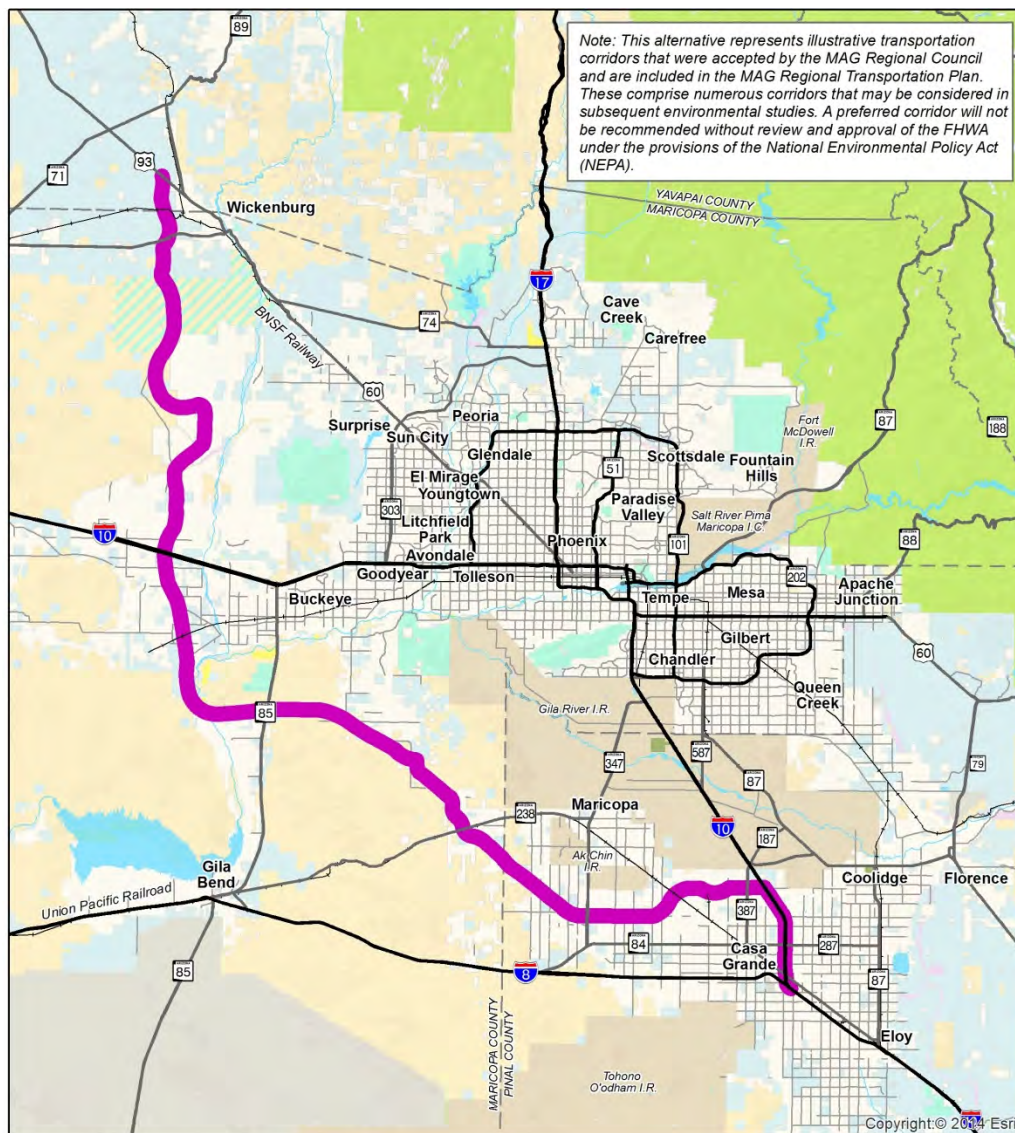 Note: This alternative represents illustrative transportation
corridors that were accepted by the MAG Regional Council
and are included in the MAG Regional Transportation Plan.
These comprise numerous corridors that may be considered in
subsequent environmental studies. A preferred corridor will not
be recommended without review and approval of the FHWA
under the provisions of the National Environmental Policy Act
(NEPA).
89
93
71
Wickenburg
YAVAPAI COUNTY
MARICOPA COUNTY
17
Cave
Creek
74
BNSF Railway
Carefree
60
Peoria
Surprise
Sun City
Glendale
51
Scottsdale
Fort
McDowell
I.R.
87
188
Fountain
Hills
El Mirage
Youngtown
Paradise
Valley
303
Litchfield
Park
Salt River Pima
Maricopa I.C.
10
Phoenix
101
88
Avondale
Goodyear
Tolleson
202
Apache
Junction
Buckeye
Tempe
Mesa
Gilbert
60
Chandler
Queen
Creek
85
Gila River I.R.
347
587
87
79
238
Maricopa
10
187
Ak Chin
I.R.
Gila
Bend
Coolidge
Florence
Union Pacific Railroad
387
84
Casa
Grande
287
85
8
87
MARICOPA COUNTY
PINAL COUNTY
Eloy
Tohono
O'odham I.R.
10
Copyright:© 2014 Esri